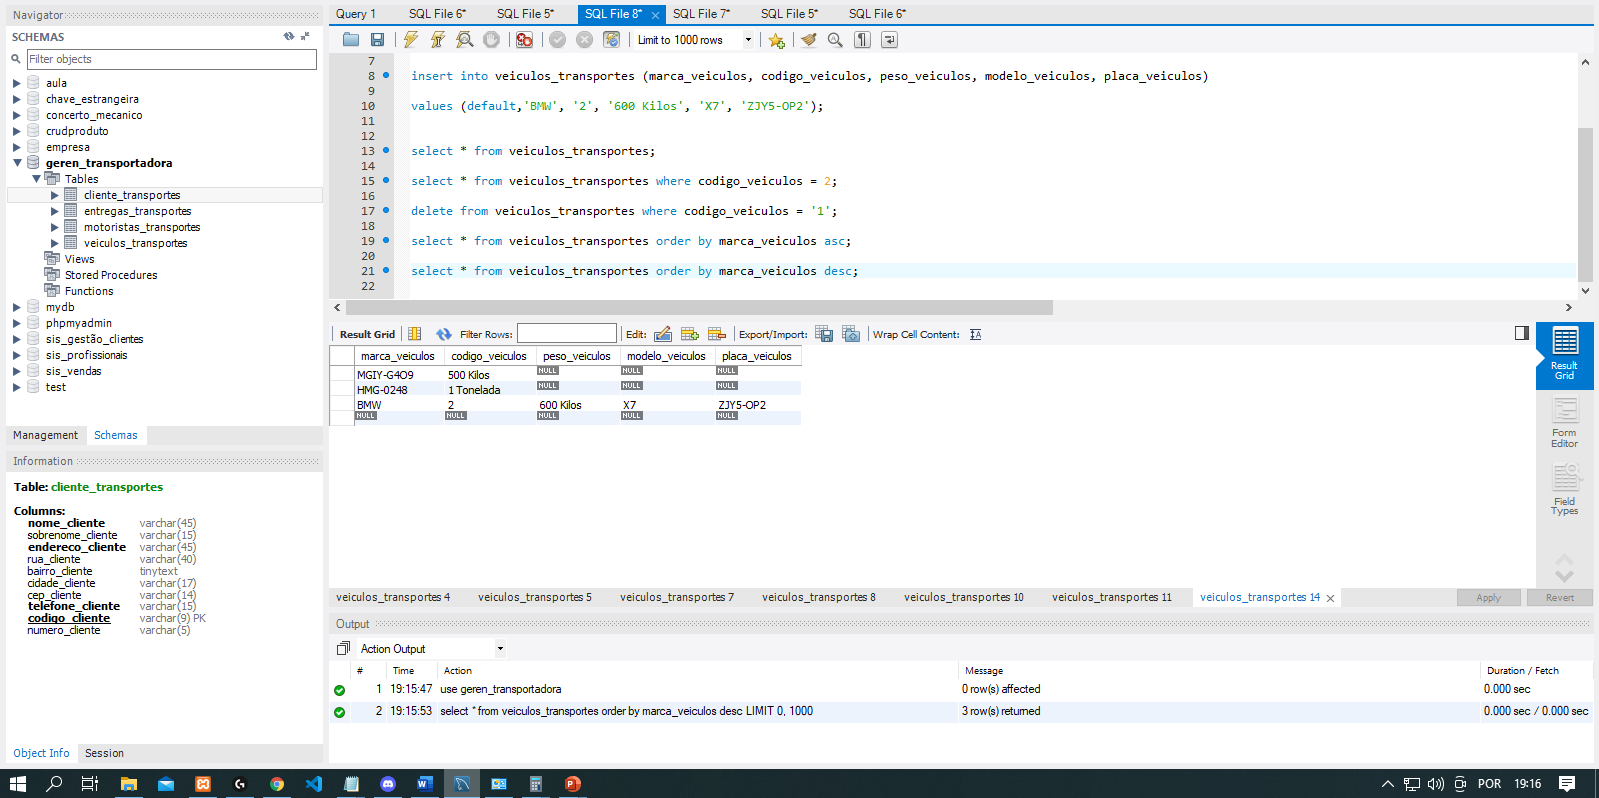 Navigator
SCHEMAS
Filter objects
aula
chave_estrangeira
concerto_mecanico
crudproduto
empresa
geren_transportadora
Tables
cliente_transportes
entregas_transportes
motoristas_transportes
veiculos_transportes
Views
Stored Procedures
Functions
mydb
phpmyadmin
sis_gestão_clientes
sis_profissionais
sis_vendas
test
Management Schemas
Information
Table: cliente_transportes
Columns:
nome_cliente varchar(45)
sobrenome_cliente varchar(15)
endereco_cliente varchar(45)
rua_cliente varchar(40)
bairro_cliente tinytext
cidade_cliente varchar(17)
cep_cliente varchar(14)
telefone_cliente varchar(15)
codigo_cliente varchar(9) PK
numero_cliente varchar(5)
Object Info Session
Query 1 SQL File 6* SQL File 5* SQL File 8* SQL File 7* SQL File 5* SQL File 6*
Limit to 1000 rows
7
8 insert into veiculos_transportes (marca_veiculos, codigo_veiculos, peso_veiculos, modelo_veiculos, placa_veiculos)
9
10 values (default,'BMW', '2', '600 Kilos', 'X7', 'ZJY5-OP2');
11
12
13 select * from veiculos_transportes;
14
15 select * from veiculos_transportes where codigo_veiculos = 2;
16
17 delete from veiculos_transportes where codigo_veiculos = '1';
18
19 select * from veiculos_transportes order by marca_veiculos asc;
20
21 select * from veiculos_transportes order by marca_veiculos desc;
22
Result Grid Filter Rows: Edit: Export/Import: Wrap Cell Content:
marca_veiculos codigo_veiculos peso_veiculos modelo_veiculos placa_veiculos
MGIY-G4O9 500 Kilos NULL NULL NULL
HMG-0248 1 Tonelada NULL NULL NULL
BMW 2 600 Kilos X7 ZJY5-OP2
NULL NULL NULL NULL NULL
Result
Grid
Form
Editor
Field
Types
veiculos_transportes 4 veiculos_transportes 5 veiculos_transportes 7 veiculos_transportes 8 veiculos_transportes 10 veiculos_transportes 11 veiculos_transportes 14 Apply Revert
Output
Action Output
# Time Action Message Duration / Fetch
1 19:15:47 use geren_transportadora 0 row(s) affected 0.000 sec
2 19:15:53 select * from veiculos_transportes order by marca_veiculos desc LIMIT 0, 1000 3 row(s) returned 0.000 sec / 0.000 sec
POR 19:16